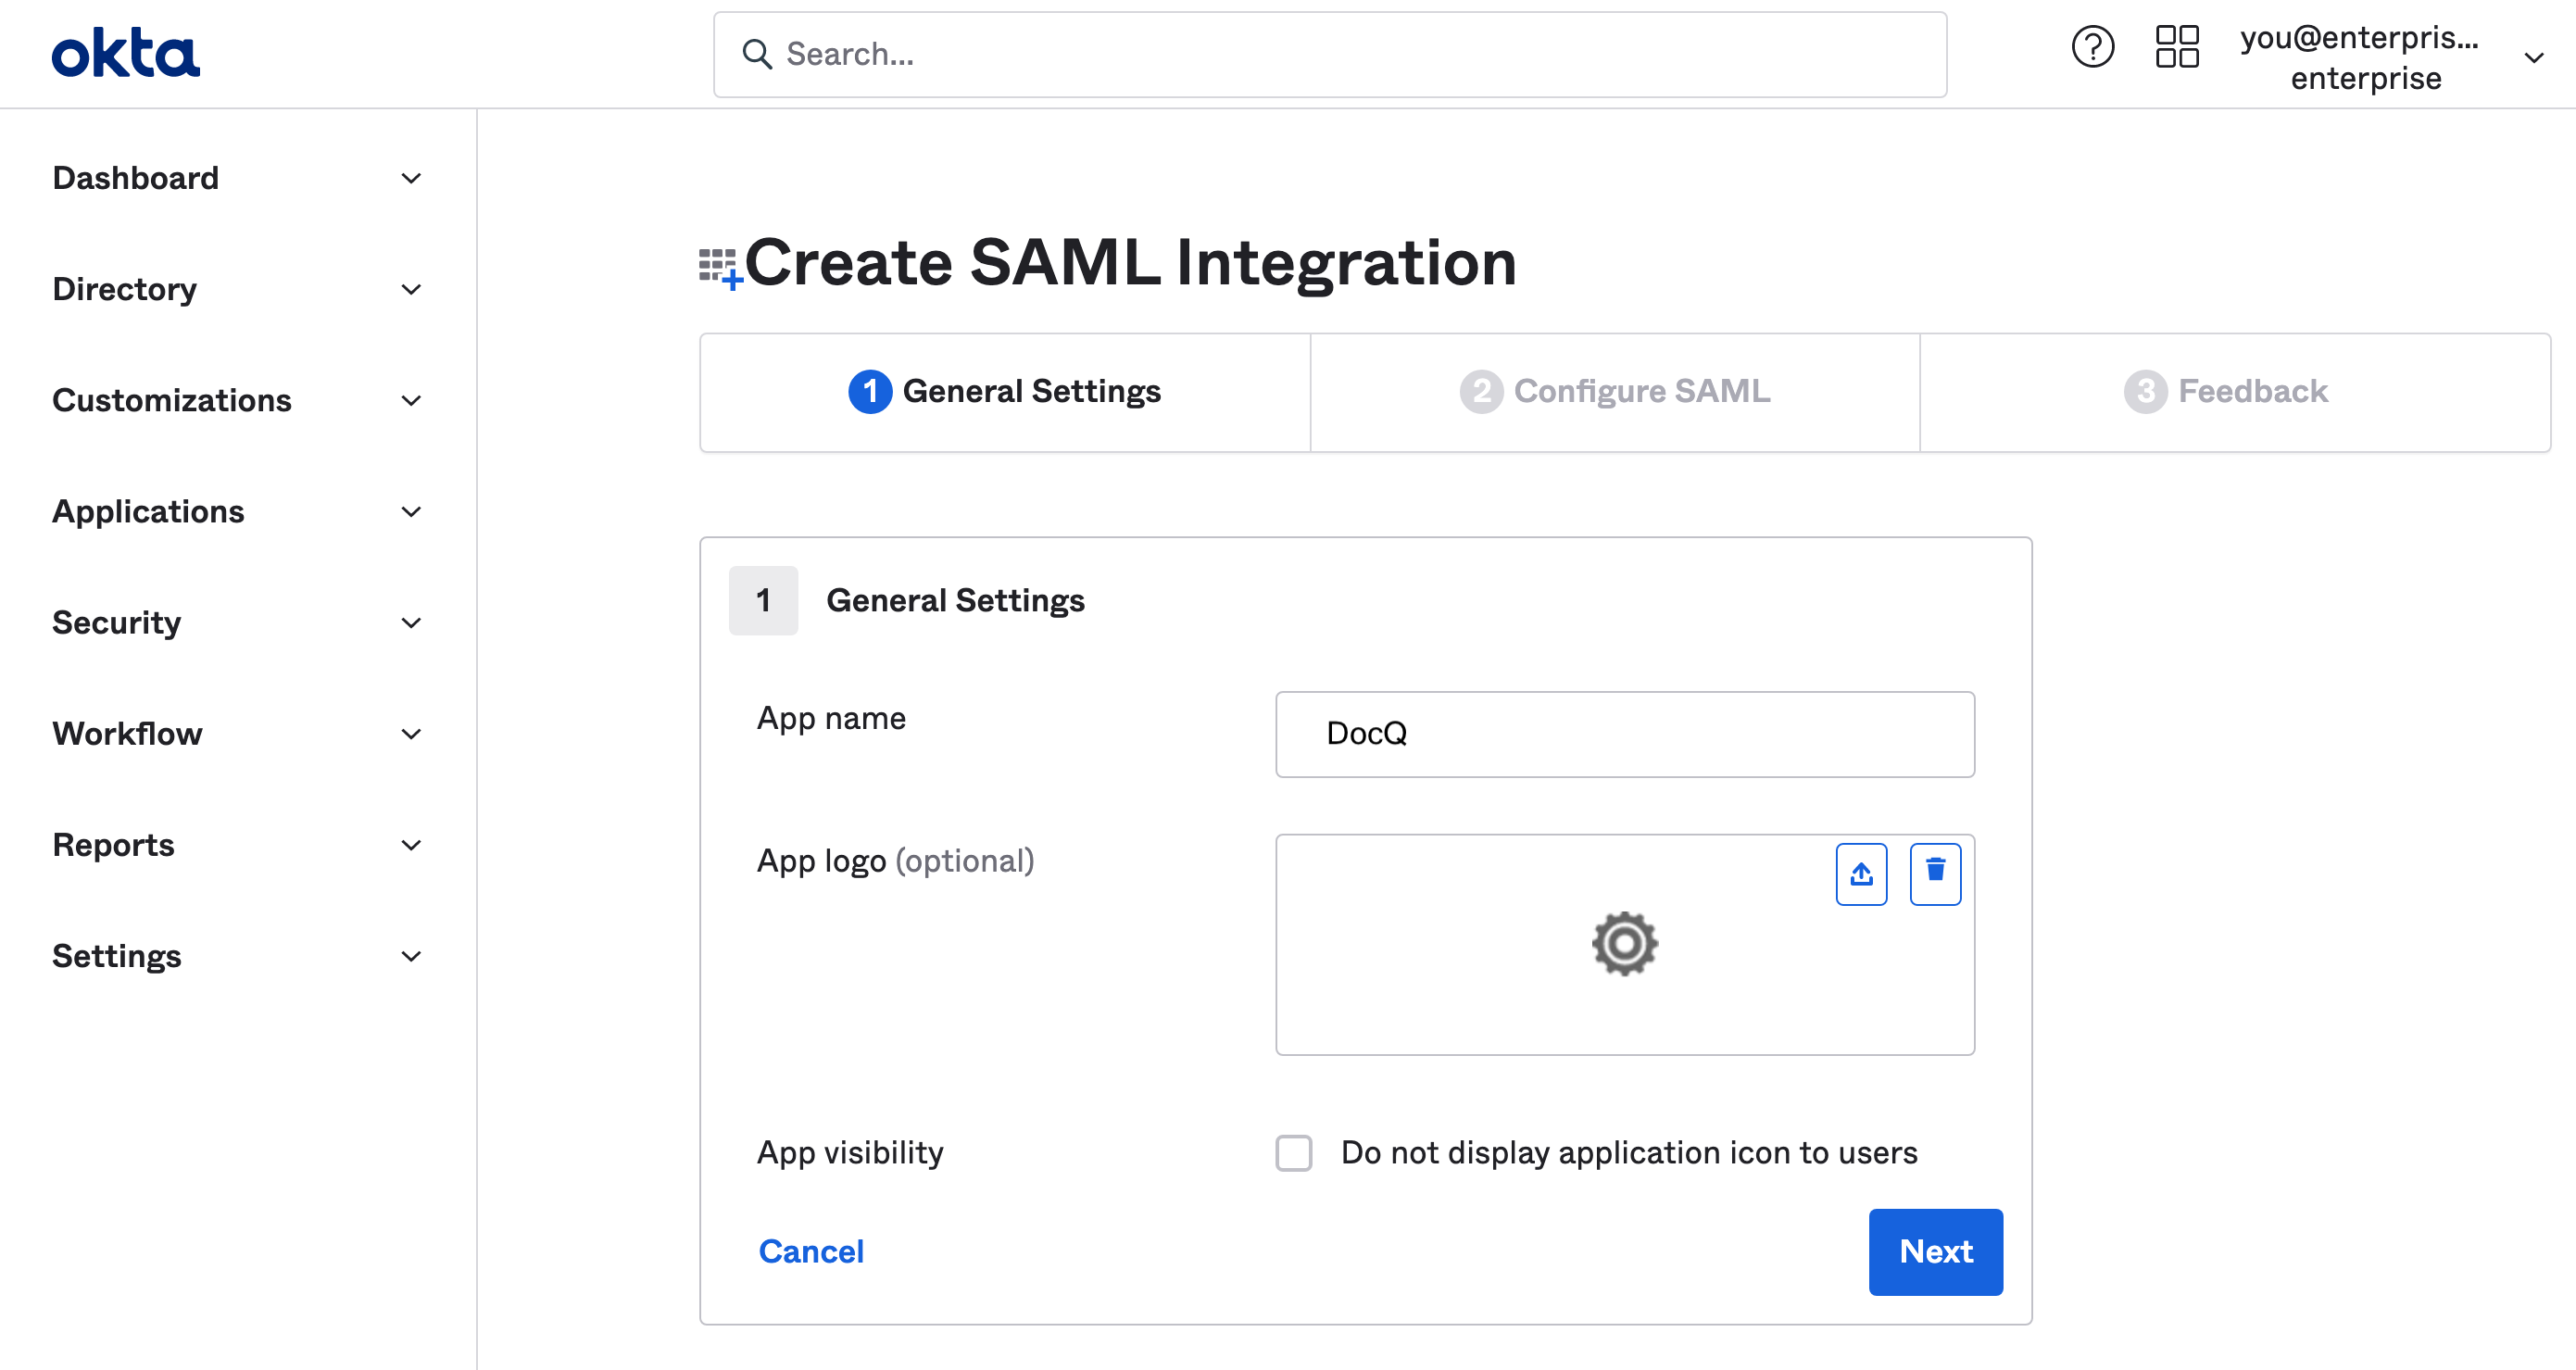 okta
Search...
you@enterpris...
enterprise
Dashboard
Directory
Customizations
Applications
Security
Workflow
Reports
Settings
Create SAML Integration
1 General Settings
2 Configure SAML
3 Feedback
1 General Settings
App name
DocQ
App logo (optional)
App visibility
Do not display application icon to users
Cancel
Next